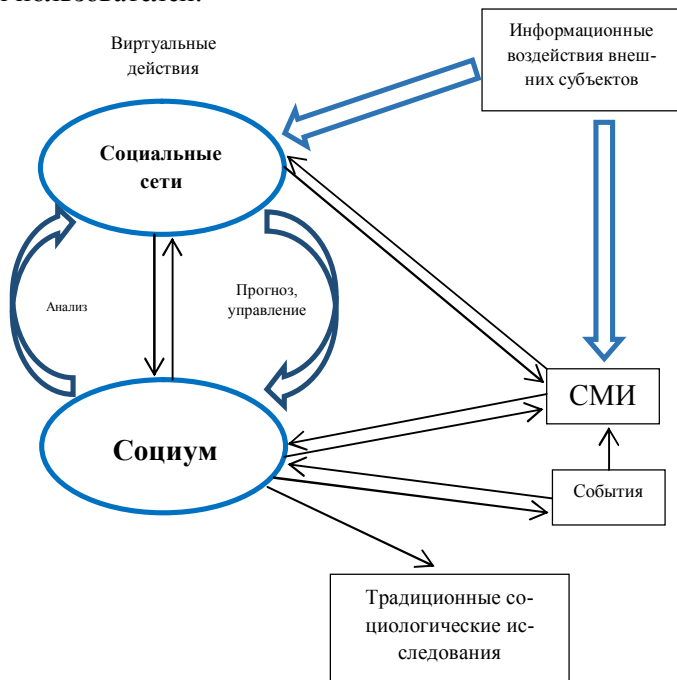 пользователей.
Виртуальные
действия
Информационные
воздействия внеш-
них субъектов
Социальные
сети
Анализ
Прогноз,
управление
СМИ
Социум
События
Традиционные со-
циологические ис-
следования